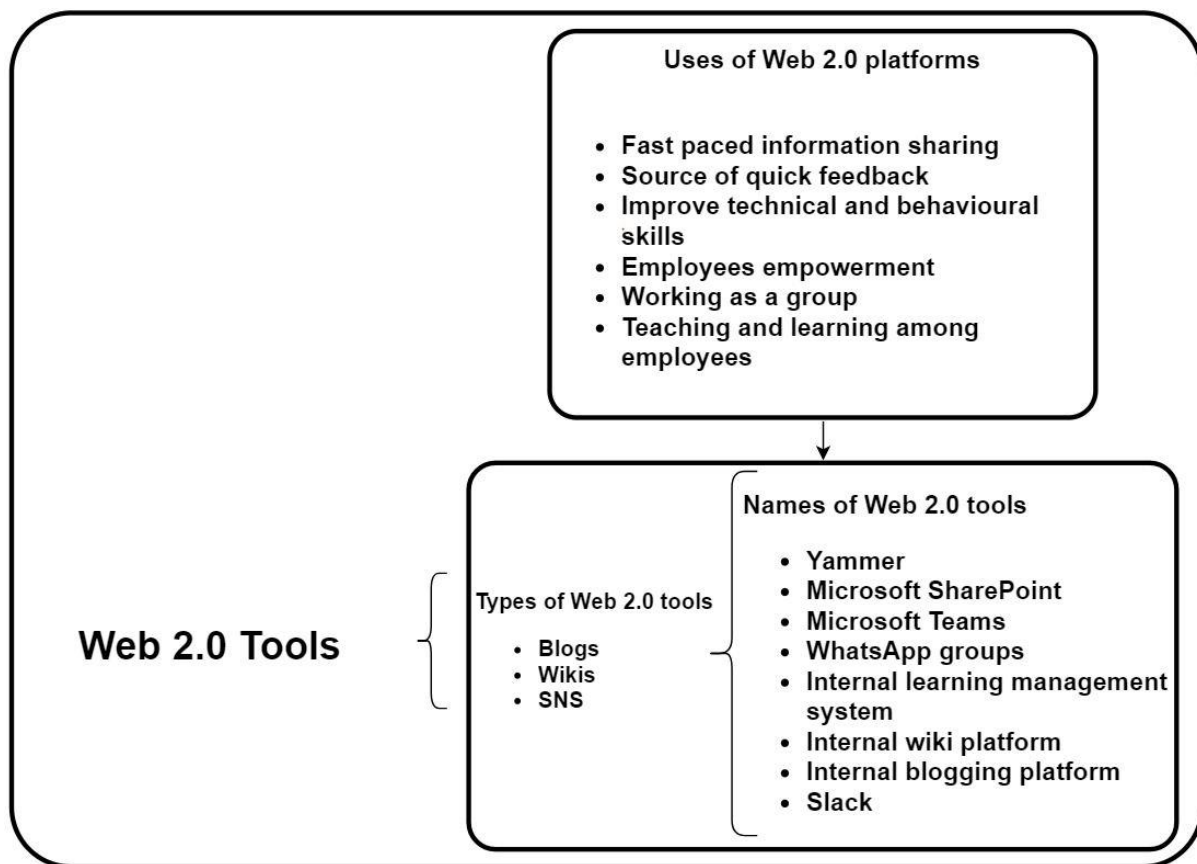 Uses of Web 2.0 platforms
• Fast paced information sharing
• Source of quick feedback
• Improve technical and behavioural
skills
• Employees empowerment
• Working as a group
• Teaching and learning among
employees
Web 2.0 Tools
Types of Web 2.0 tools
• Blogs
• Wikis
• SNS
Names of Web 2.0 tools
• Yammer
• Microsoft SharePoint
• Microsoft Teams
• WhatsApp groups
• Internal learning management
system
• Internal wiki platform
• Internal blogging platform
• Slack